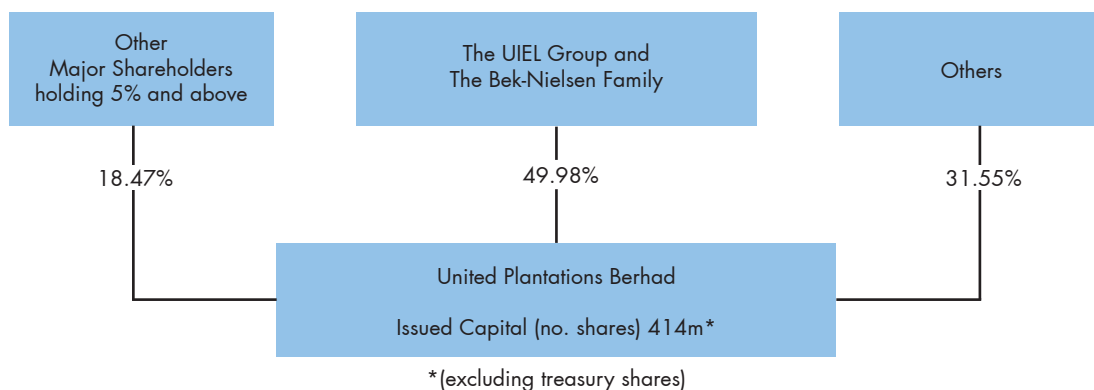 Other
Major Shareholders
holding 5% and above
The UIEL Group and
The Bek-Nielsen Family
Others
18.47%
49.98%
31.55%
United Plantations Berhad
Issued Capital (no. shares) 414m*
*(excluding treasury shares)